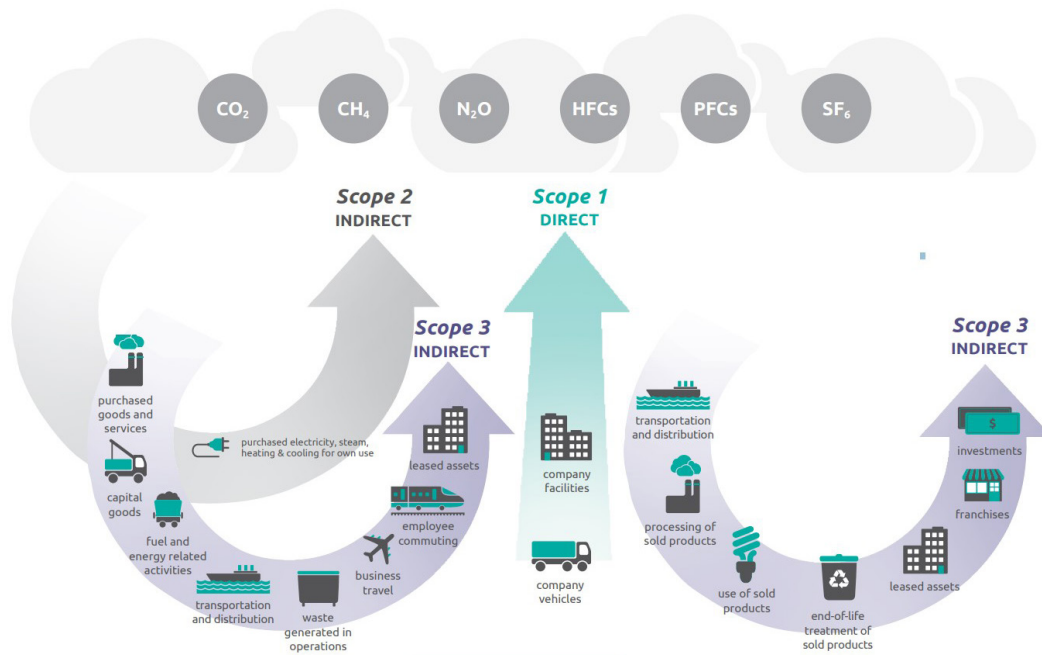 CO₂
CH₄
N₂O
HFCs
PFCs
SF₆
Scope 2
INDIRECT
Scope 1
DIRECT
Scope 3
INDIRECT
Scope 3
INDIRECT
purchased
goods and
services
capital
goods
fuel and
energy related
activities
transportation
and distribution
waste
generated in
operations
business
travel
employee
commuting
leased assets
purchased electricity, steam,
heating & cooling for own use
company
facilities
company
vehicles
transportation
and distribution
processing of
sold products
use of sold
products
end-of-life
treatment of
sold products
leased assets
franchises
investments
$